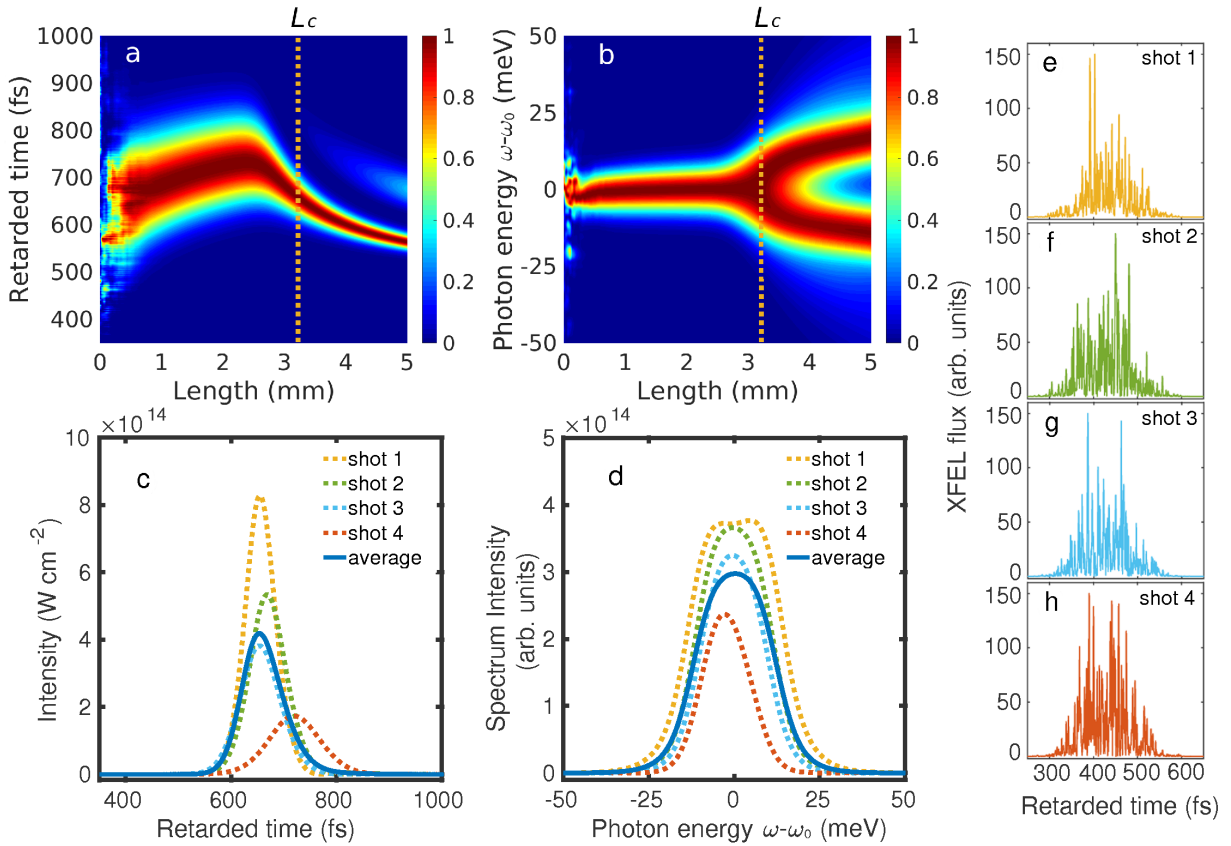 Lc
a
1000
900
800
700
600
500
400
Retarded time (fs)
0
1
2
3
4
5
Length (mm)
1
0.8
0.6
0.4
0.2
0
Lc
b
50
25
0
-25
-50
Photon energy ω-ω0 (meV)
0
1
2
3
4
5
Length (mm)
1
0.8
0.6
0.4
0.2
0
×10 14
c
10
8
6
4
2
0
Intensity (W cm -2)
shot 1
shot 2
shot 3
shot 4
average
400
600
800
1000
Retarded time (fs)
×10 14
d
5
4
3
2
1
0
Spectrum Intensity
(arb. units)
shot 1
shot 2
shot 3
shot 4
average
-50
-25
0
25
50
Photon energy ω-ω0 (meV)
XFEL flux (arb. units)
e
shot 1
150
100
50
0
f
shot 2
150
100
50
0
g
shot 3
150
100
50
0
h
shot 4
150
100
50
0
300 400 500 600
Retarded time (fs)